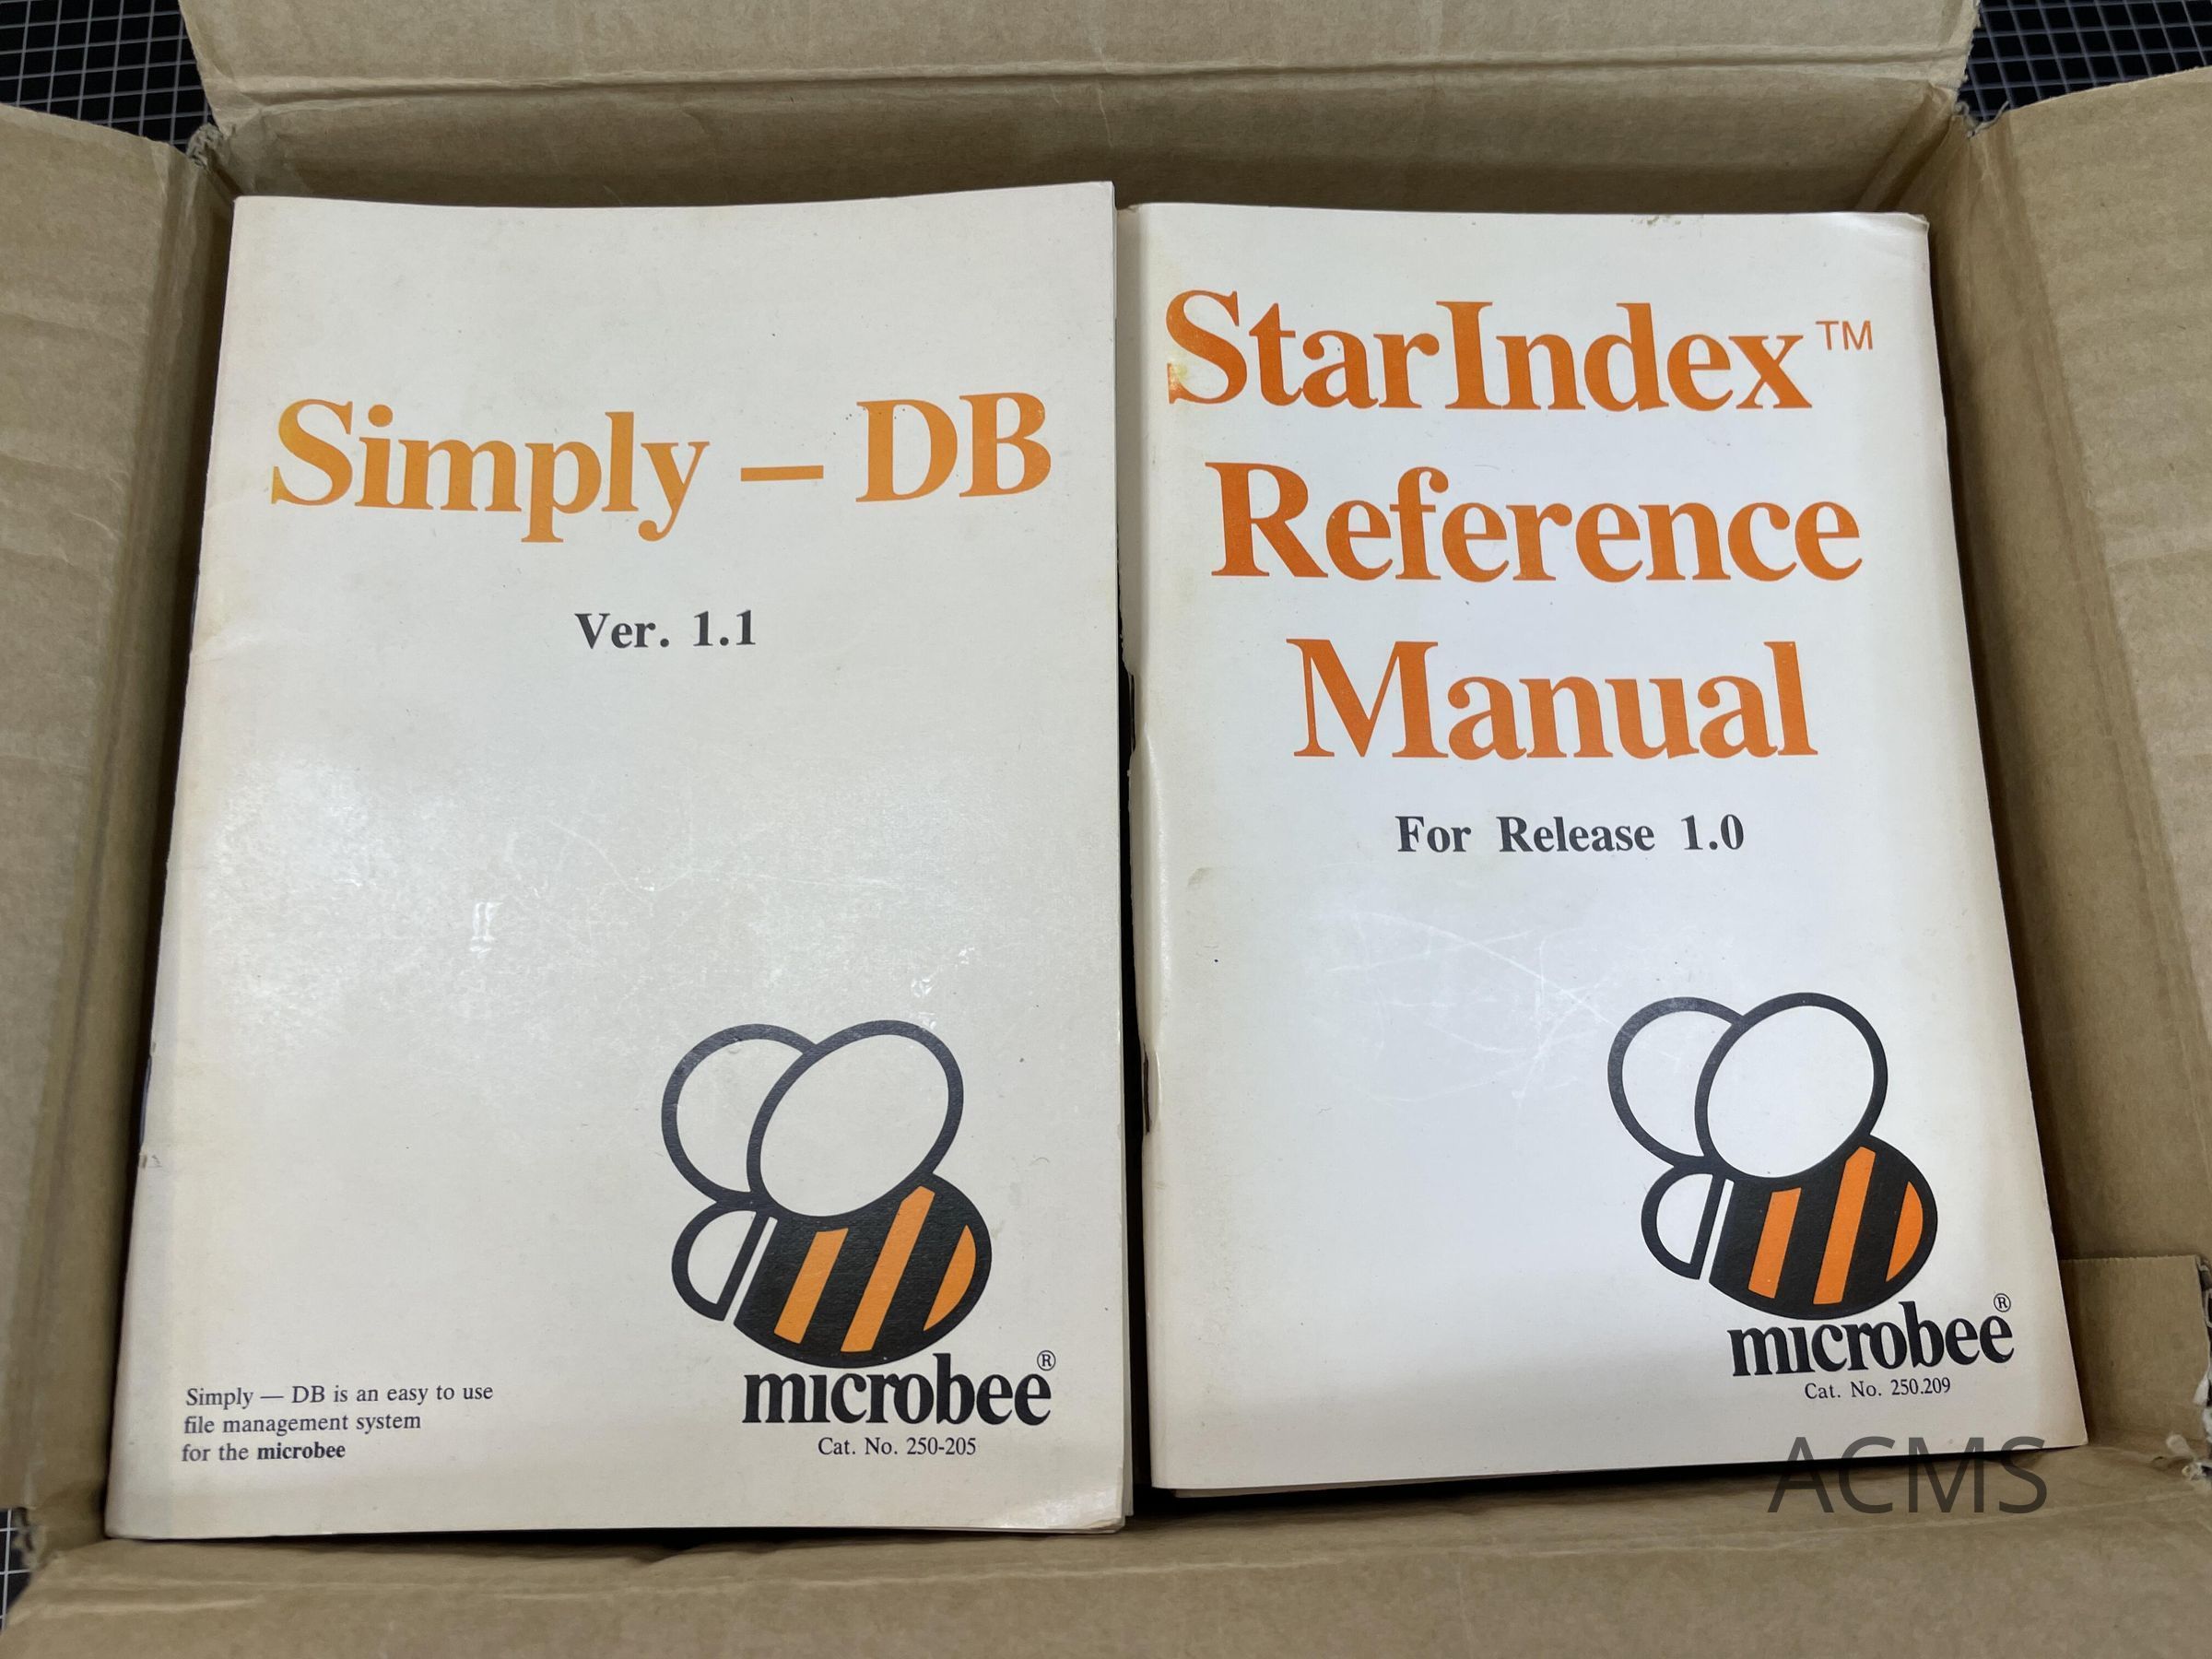 Simply – DB
Ver. 1.1
Simply — DB is an easy to use
file management system
for the microbee
microbee®
Cat. No. 250-205
StarIndex™
Reference
Manual
For Release 1.0
microbee®
Cat. No. 250.209
ACMS